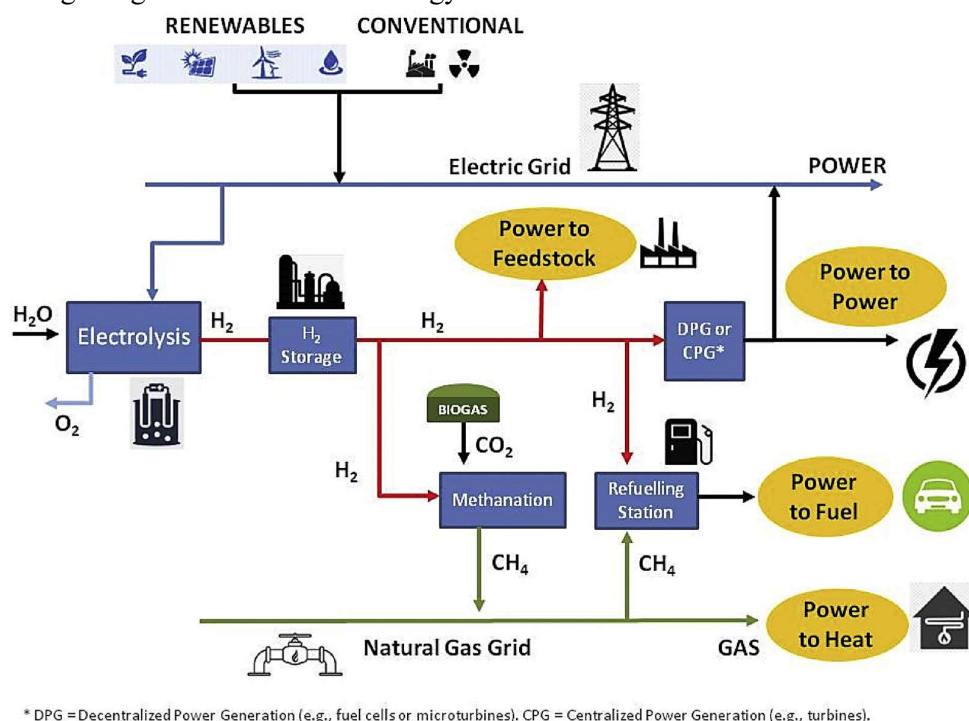 RENEWABLES CONVENTIONAL
Electric Grid POWER
Power to
Feedstock
Power to
Power
H₂O
Electrolysis
H₂
H₂
Storage
H₂
DPG or
CPG*
O₂
BIOGAS
CO₂
H₂
H₂
Methanation
Refuelling
Station
Power
to Fuel
CH₄
CH₄
Natural Gas Grid GAS
Power
to Heat
* DPG = Decentralized Power Generation (e.g., fuel cells or microturbines). CPG = Centralized Power Generation (e.g., turbines).